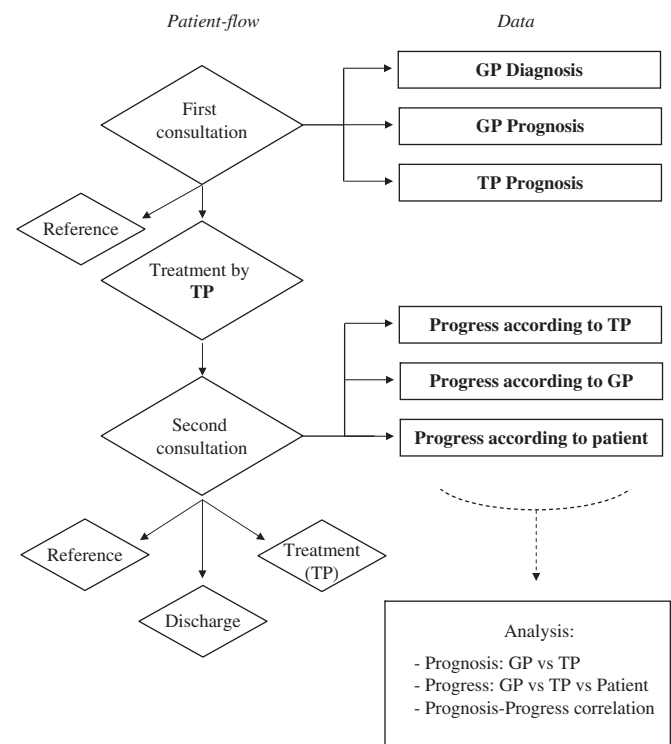 Patient-flow
Data
First
consultation
GP Diagnosis
GP Prognosis
TP Prognosis
Reference
Treatment by
TP
Progress according to TP
Progress according to GP
Progress according to patient
Second
consultation
Reference
Treatment
(TP)
Discharge
Analysis:
- Prognosis: GP vs TP
- Progress: GP vs TP vs Patient
- Prognosis-Progress correlation